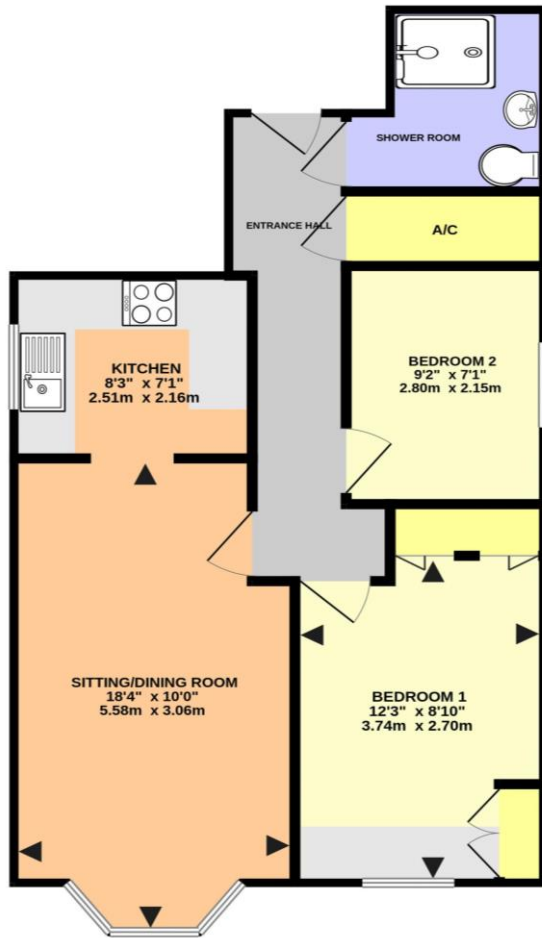 SHOWER ROOM
ENTRANCE HALL
A/C
KITCHEN
8'3" x 7'1"
2.51m x 2.16m
BEDROOM 2
9'2" x 7'1"
2.80m x 2.15m
SITTING/DINING ROOM
18'4" x 10'0"
5.58m x 3.06m
BEDROOM 1
12'3" x 8'10"
3.74m x 2.70m